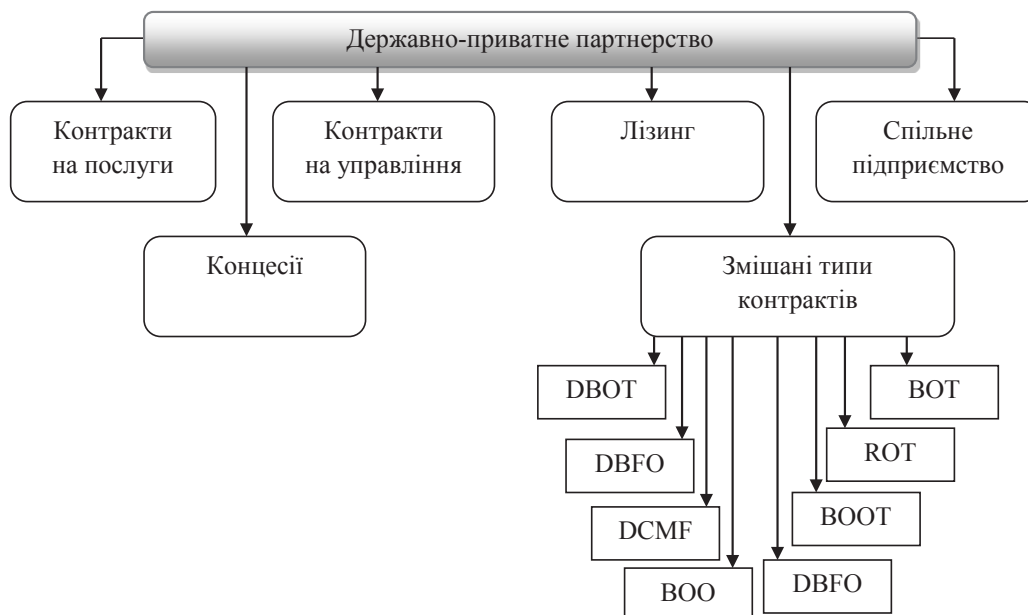 Державно-приватне партнерство
Контракти
на послуги
Контракти
на управління
Лізинг
Спільне
підприємство
Концесії
Змішані типи
контрактів
DBOT
BOT
DBFO
ROT
DCMF
BOOT
BOO
DBFO